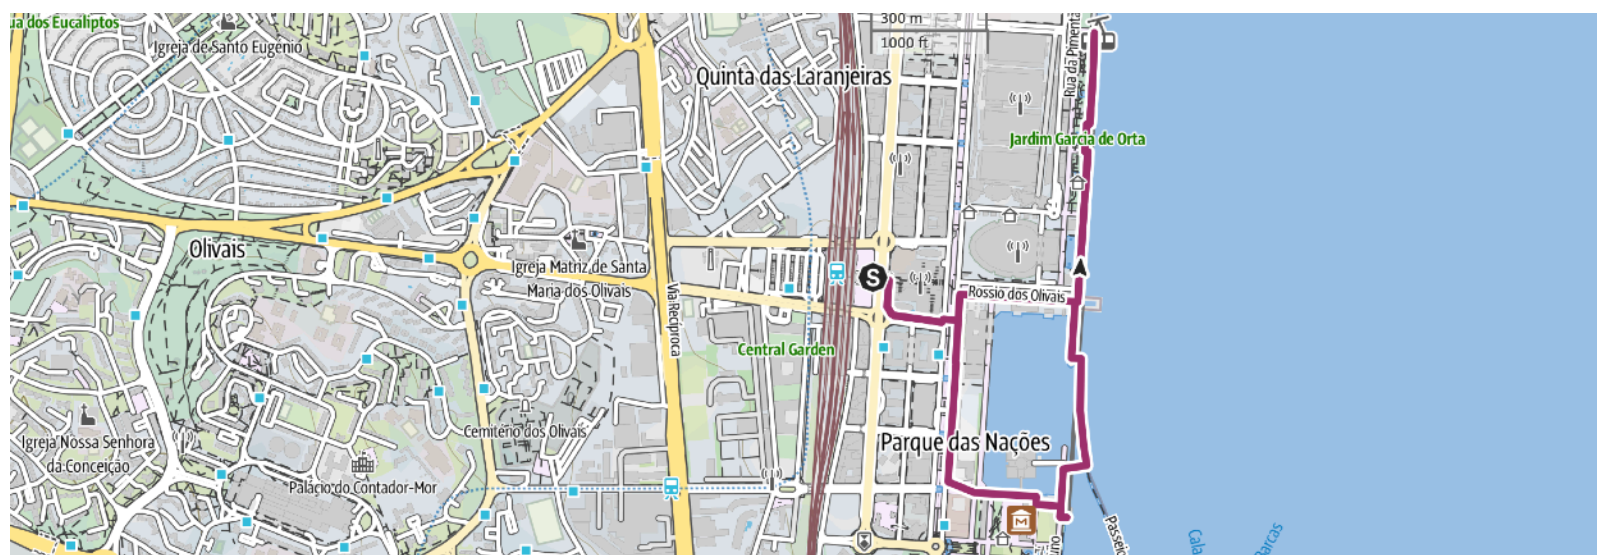 ua dos Eucaliptos
Igreja de Santo Eugénio
300 m
1000 ft
Quinta das Laranjeiras
Rua da Pimenta
Jardim Garcia de Orta
Olivais
Igreja Matriz de Santa
Maria dos Olivais
Via Recíproca
S
Rossio dos Olivais
Central Garden
Parque das Nações
Cemitério dos Olivais
Igreja Nossa Senhora
da Conceição
Palácio do Contador-Mor
M
Passei
Cala
arcas